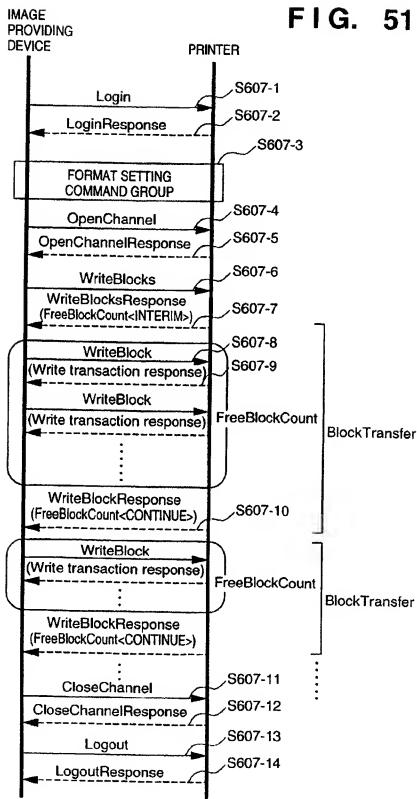 FIG. 51
IMAGE
PROVIDING
DEVICE
PRINTER
Login
S607-1
LoginResponse
S607-2
S607-3
FORMAT SETTING
COMMAND GROUP
OpenChannel
S607-4
OpenChannelResponse
S607-5
WriteBlocks
S607-6
WriteBlocksResponse
(FreeBlockCount<INTERIM>)
S607-7
WriteBlock
S607-8
(Write transaction response)
S607-9
WriteBlock
(Write transaction response)
FreeBlockCount
BlockTransfer
WriteBlockResponse
(FreeBlockCount<CONTINUE>)
S607-10
WriteBlock
(Write transaction response)
FreeBlockCount
BlockTransfer
WriteBlockResponse
(FreeBlockCount<CONTINUE>)
CloseChannel
S607-11
CloseChannelResponse
S607-12
Logout
S607-13
LogoutResponse
S607-14